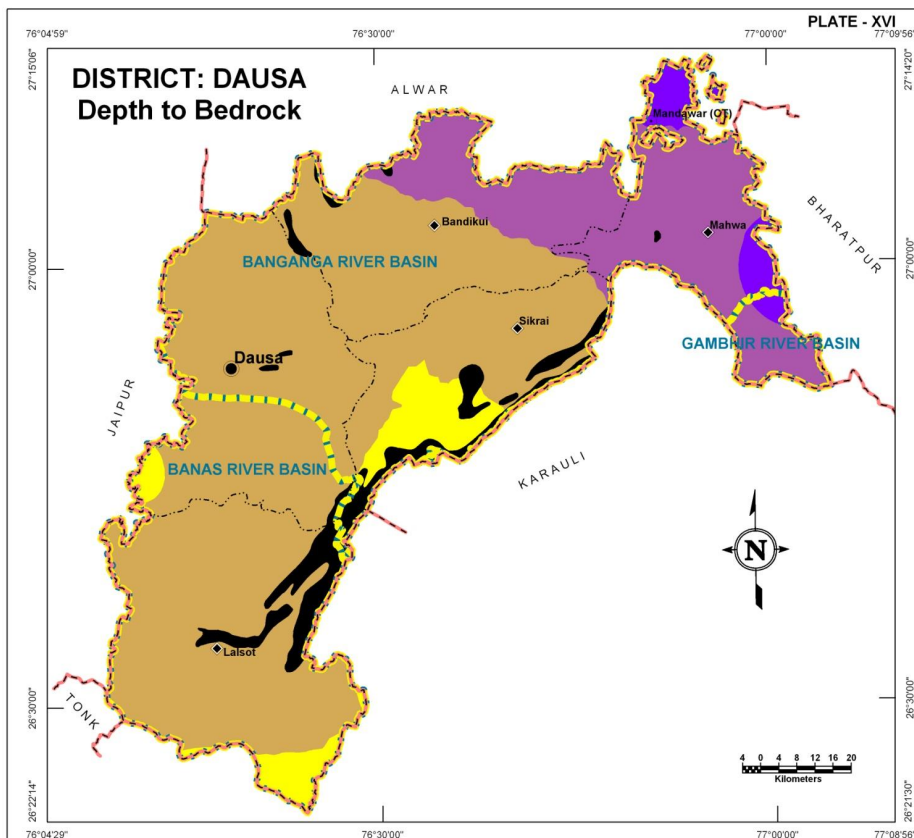 PLATE - XVI
76°04'59"
76°30'00"
77°00'00"
77°09'56"
27°15'06"
27°14'20"
DISTRICT: DAUSA
Depth to Bedrock
ALWAR
Mandawar (OT)
BHARATPUR
Bandikui
Mahwa
27°00'00"
27°00'00"
BANGANGA RIVER BASIN
Sikrai
GAMBHIR RIVER BASIN
Dausa
JAIPUR
BANAS RIVER BASIN
KARAULI
N
Lalsot
TONK
26°30'00"
26°30'00"
4 0 4 8 12 16 20
Kilometers
26°22'14"
26°21'30"
76°04'29"
76°30'00"
77°00'00"
77°08'56"